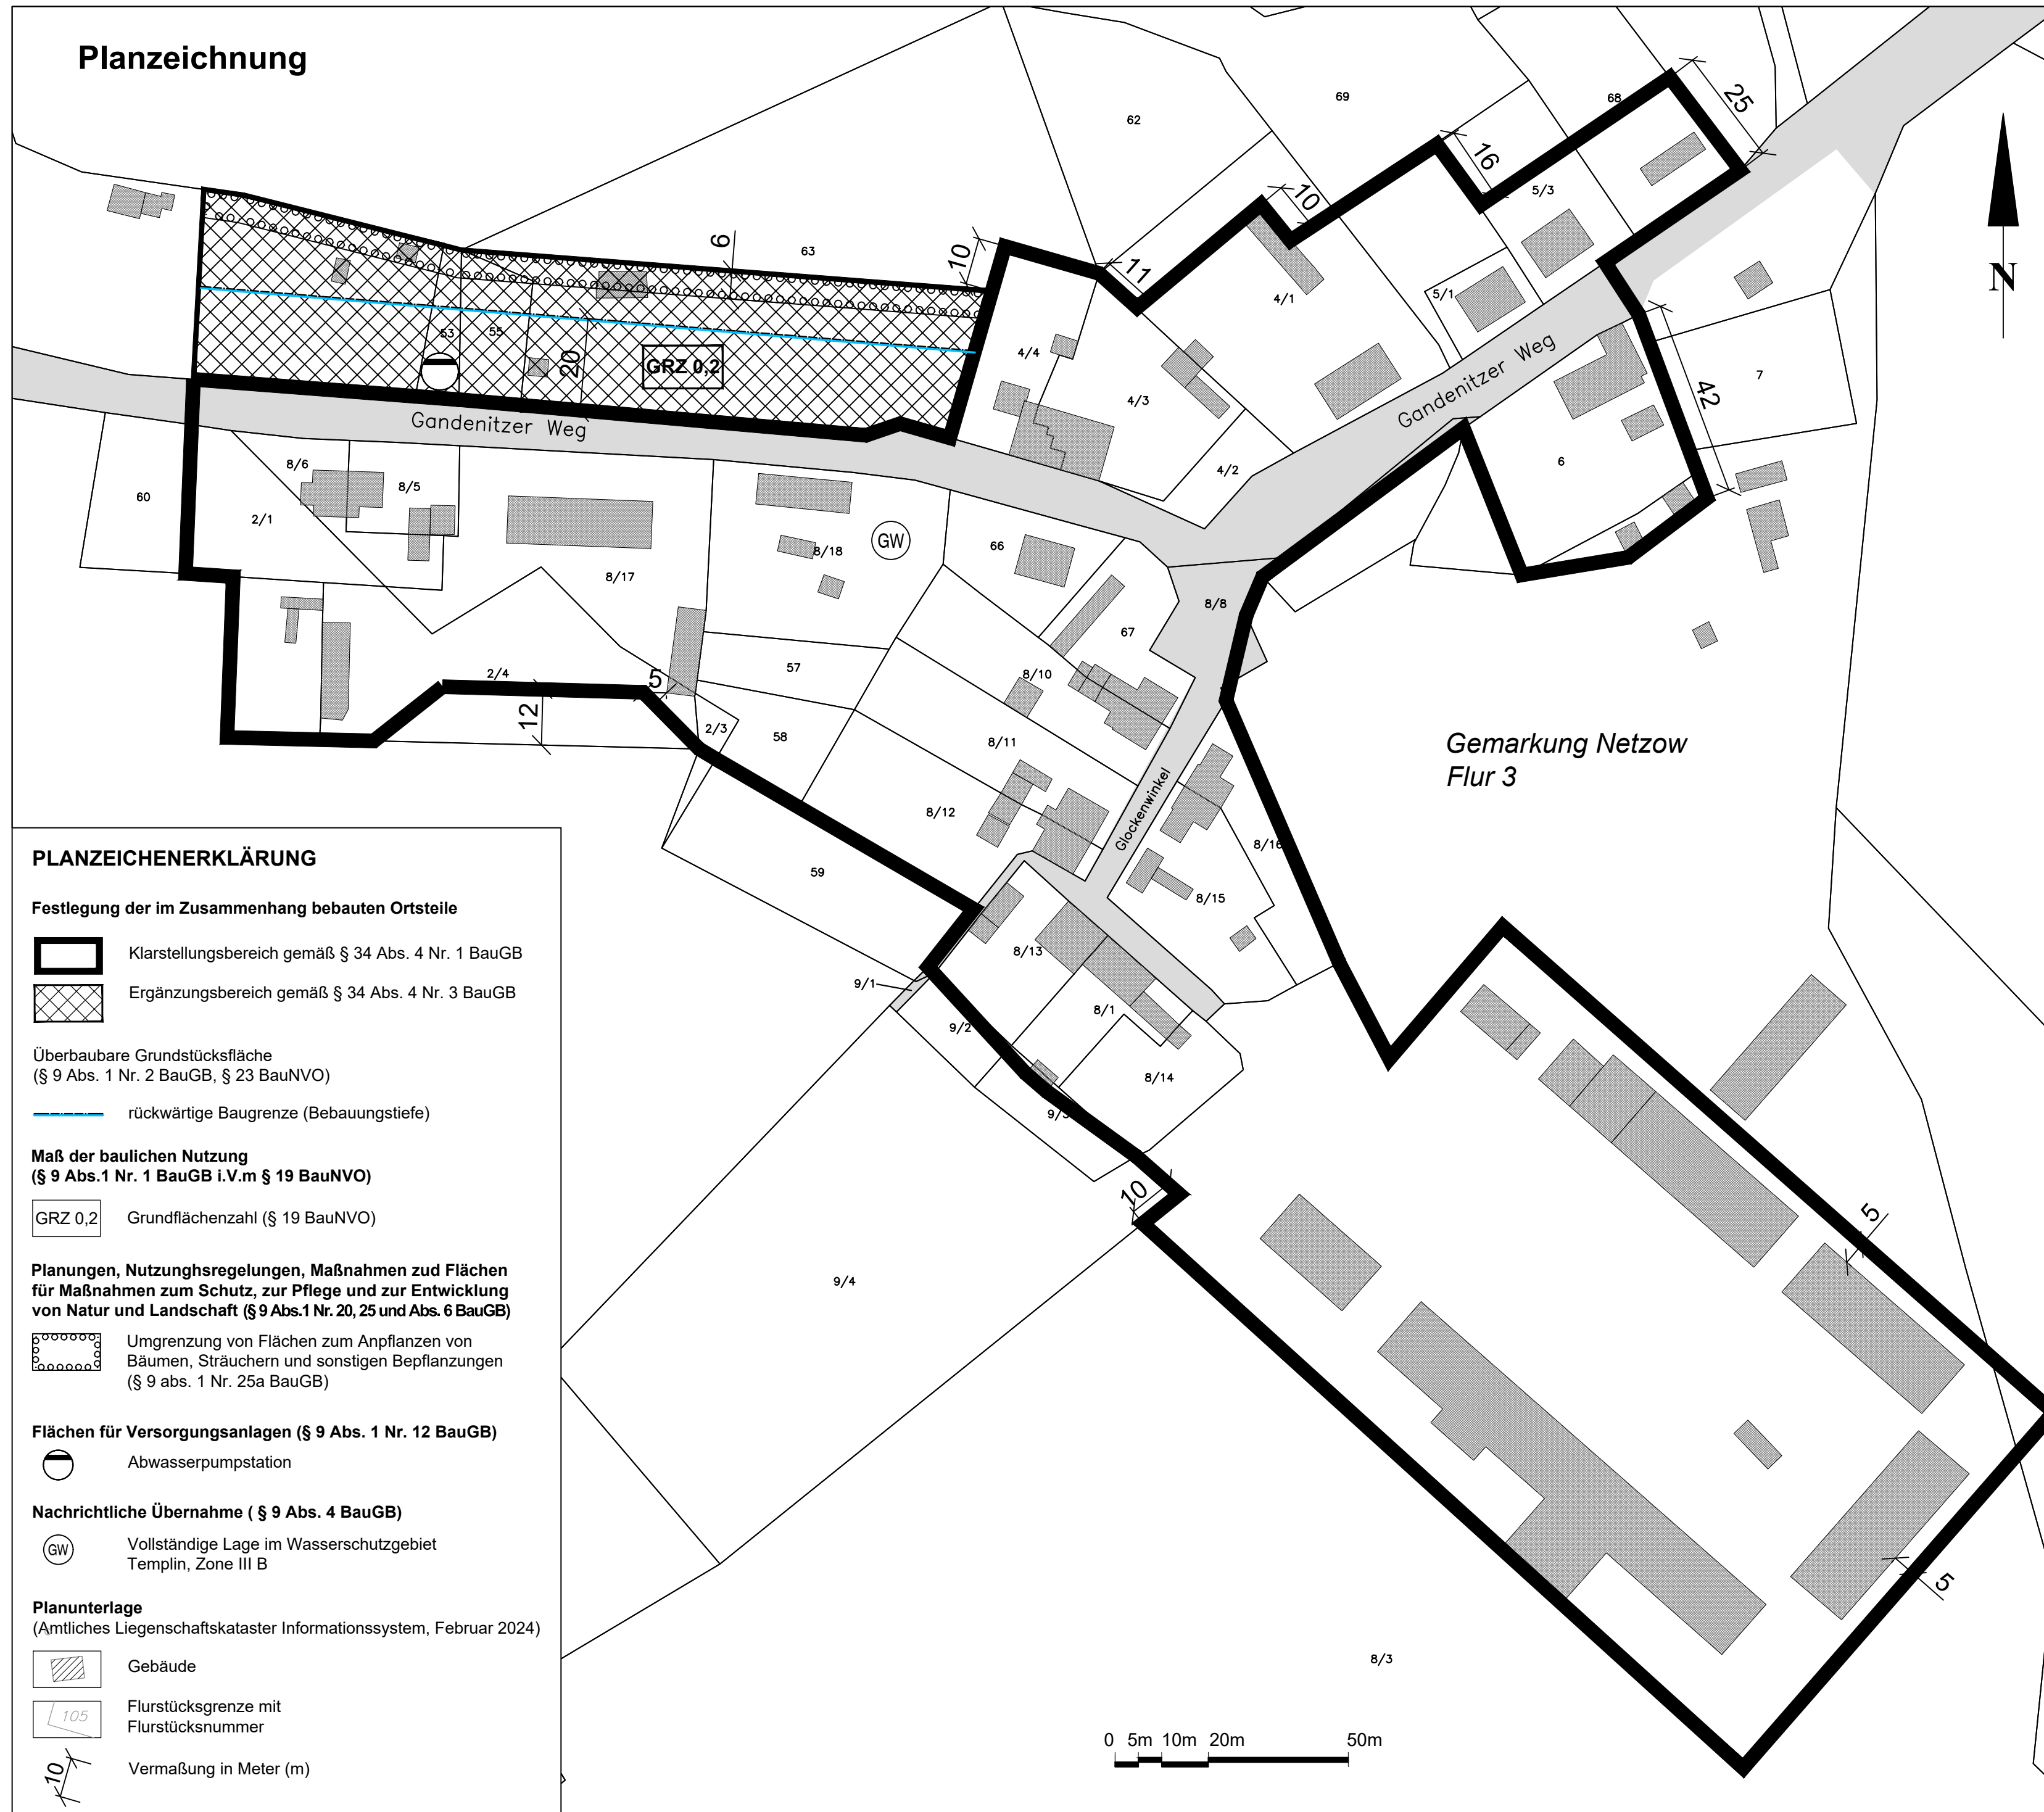 Planzeichnung
62
69
68
25
16
5/3
10
63
6
10
11
4/1
5/1
N
53
55
20
GRZ 0,2
4/4
4/3
4/2
Gandenitzer Weg
Gandenitzer Weg
42
7
6
60
8/6
8/5
2/1
8/17
8/18
GW
66
8/8
67
57
8/10
2/4
5
12
2/3
58
8/11
Gemarkung Netzow
Flur 3
8/12
Glockenwinkel
8/16
59
8/15
8/13
9/1
9/2
8/1
8/14
9/3
10
5
9/4
5
8/3
0 5m 10m 20m 50m
PLANZEICHENERKLÄRUNG
Festlegung der im Zusammenhang bebauten Ortsteile
Klarstellungsbereich gemäß § 34 Abs. 4 Nr. 1 BauGB
Ergänzungsbereich gemäß § 34 Abs. 4 Nr. 3 BauGB
Überbaubare Grundstücksfläche
(§ 9 Abs. 1 Nr. 2 BauGB, § 23 BauNVO)
rückwärtige Baugrenze (Bebauungstiefe)
Maß der baulichen Nutzung
(§ 9 Abs.1 Nr. 1 BauGB i.V.m § 19 BauNVO)
GRZ 0,2 Grundflächenzahl (§ 19 BauNVO)
Planungen, Nutzunghsregelungen, Maßnahmen zud Flächen
für Maßnahmen zum Schutz, zur Pflege und zur Entwicklung
von Natur und Landschaft (§ 9 Abs.1 Nr. 20, 25 und Abs. 6 BauGB)
Umgrenzung von Flächen zum Anpflanzen von
Bäumen, Sträuchern und sonstigen Bepflanzungen
(§ 9 abs. 1 Nr. 25a BauGB)
Flächen für Versorgungsanlagen (§ 9 Abs. 1 Nr. 12 BauGB)
Abwasserpumpstation
Nachrichtliche Übernahme ( § 9 Abs. 4 BauGB)
GW Vollständige Lage im Wasserschutzgebiet
Templin, Zone III B
Planunterlage
(Amtliches Liegenschaftskataster Informationssystem, Februar 2024)
Gebäude
105 Flurstücksgrenze mit
Flurstücksnummer
10 Vermaßung in Meter (m)